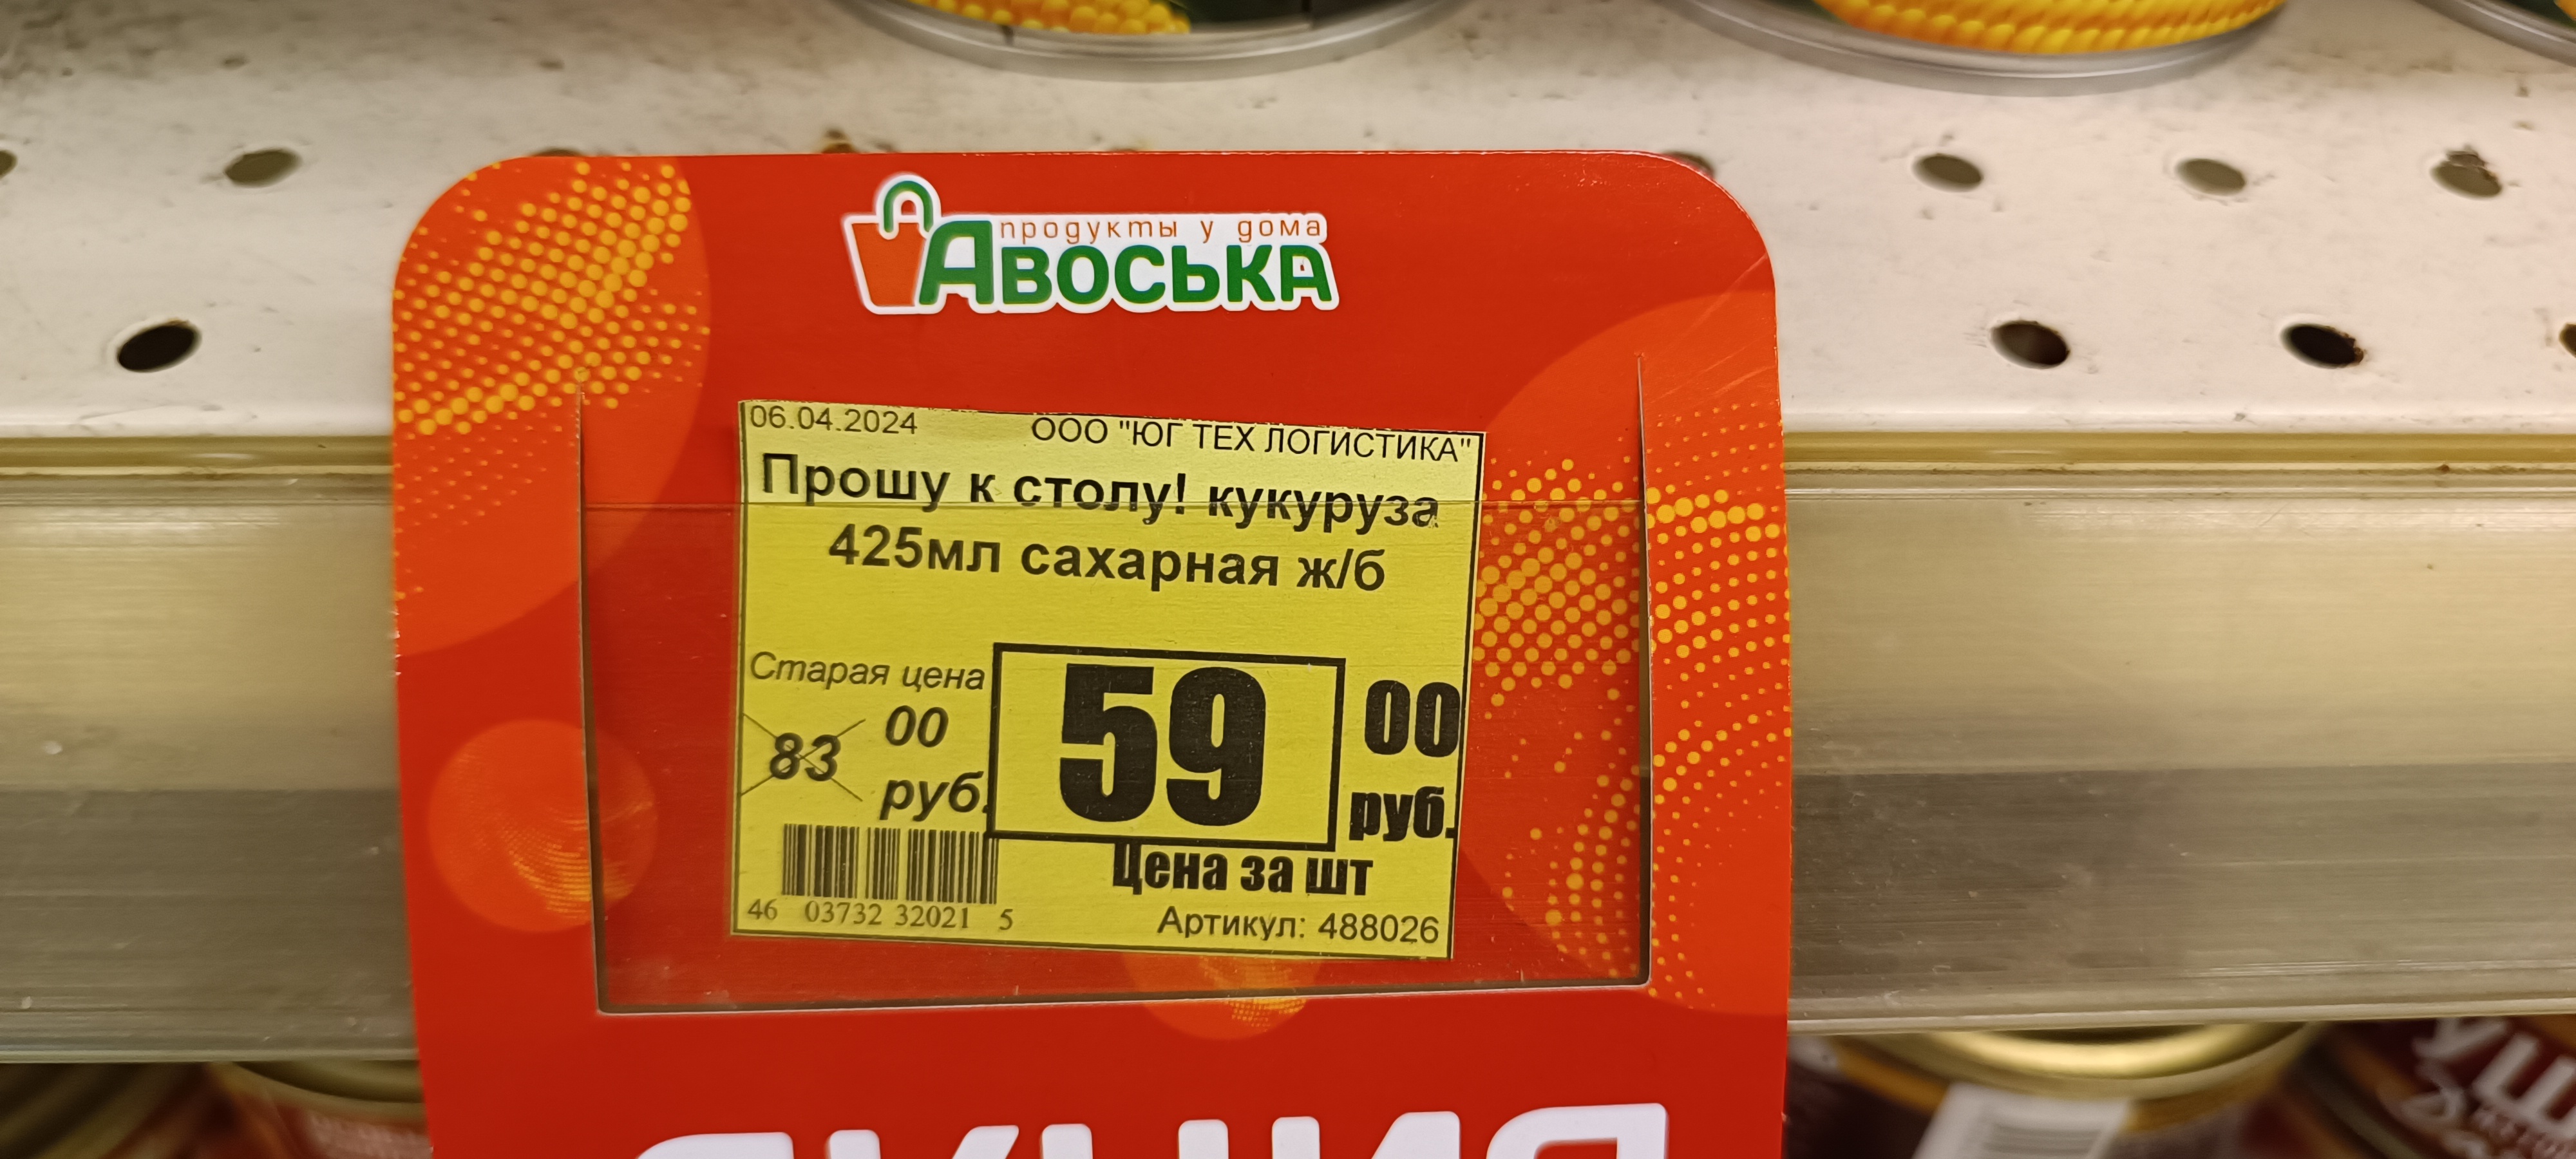 продукты у дома
Авоська
06.04.2024 ООО "ЮГ ТЕХ ЛОГИСТИКА"
Прошу к столу! кукуруза
425мл сахарная ж/б
Старая цена
83 00 руб.
59 00 руб.
Цена за шт
46 03732 32021 5
Артикул: 488026
АКЦИЯ